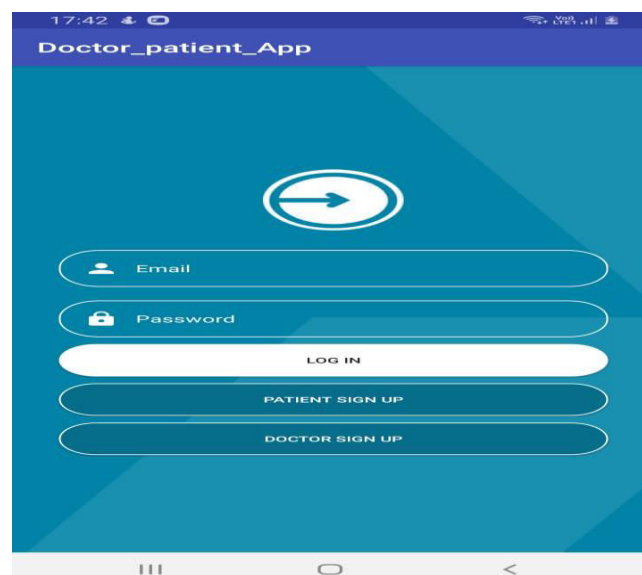 17:42
Doctor_patient_App
Email
Password
LOG IN
PATIENT SIGN UP
DOCTOR SIGN UP